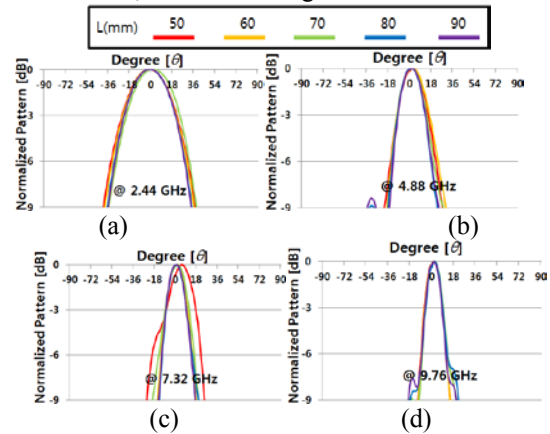 L(mm) 50 60 70 80 90
Degree [θ] Degree [θ]
-90 -72 -54 -36 -18 0 18 36 54 72 90 -90 -72 -54 -36 -18 0 18 36 54 72 90
Normalized Pattern [dB] 0 -3 -6 -9 Normalized Pattern [dB] 0 -3 -6 -9
@ 2.44 GHz @ 4.88 GHz
(a) (b)
Degree [θ] Degree [θ]
-90 -72 -54 -36 -18 0 18 36 54 72 90 -90 -72 -54 -36 -18 0 18 36 54 72 90
Normalized Pattern [dB] 0 -3 -6 -9 Normalized Pattern [dB] 0 -3 -6 -9
@ 7.32 GHz @ 9.76 GHz
(c) (d)